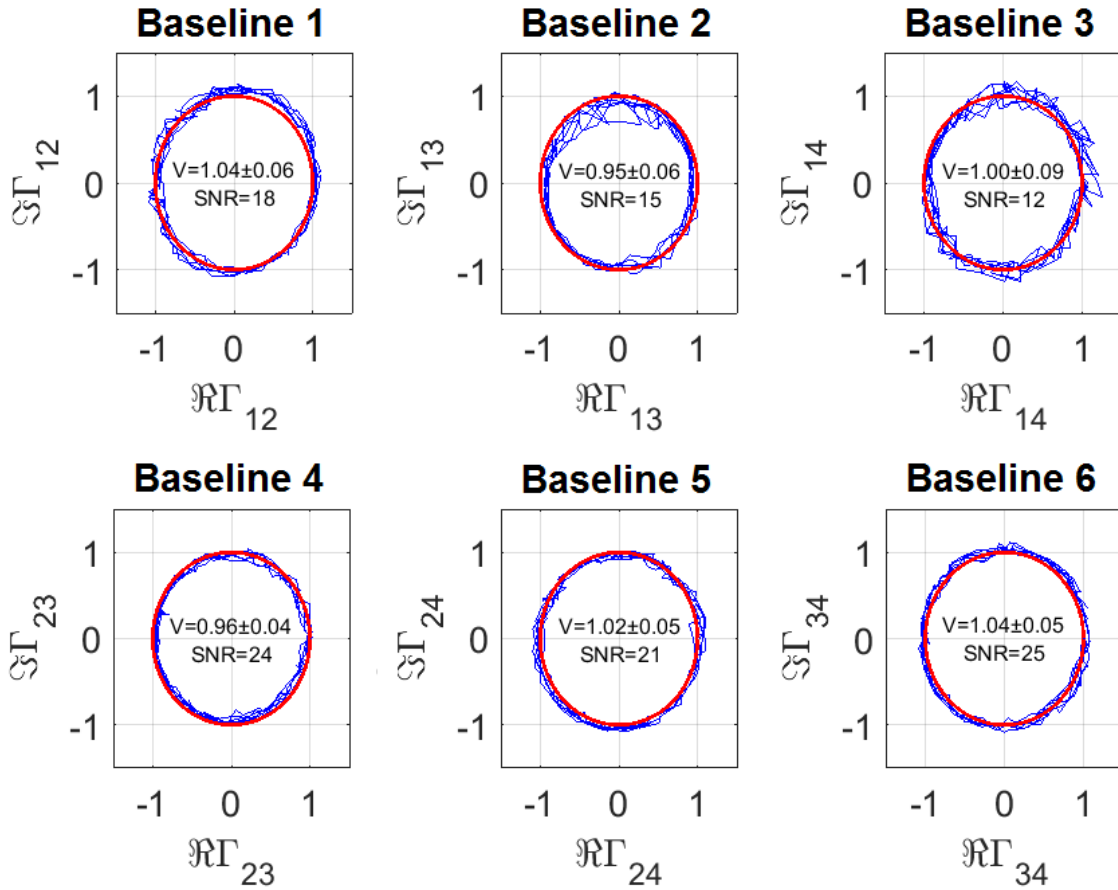 Baseline 1
Baseline 2
Baseline 3
ℑΓ12
1
0
-1
V=1.04±0.06
SNR=18
-1 0 1
ℜΓ12
ℑΓ13
1
0
-1
V=0.95±0.06
SNR=15
-1 0 1
ℜΓ13
ℑΓ14
1
0
-1
V=1.00±0.09
SNR=12
-1 0 1
ℜΓ14
Baseline 4
Baseline 5
Baseline 6
ℑΓ23
1
0
-1
V=0.96±0.04
SNR=24
-1 0 1
ℜΓ23
ℑΓ24
1
0
-1
V=1.02±0.05
SNR=21
-1 0 1
ℜΓ24
ℑΓ34
1
0
-1
V=1.04±0.05
SNR=25
-1 0 1
ℜΓ34